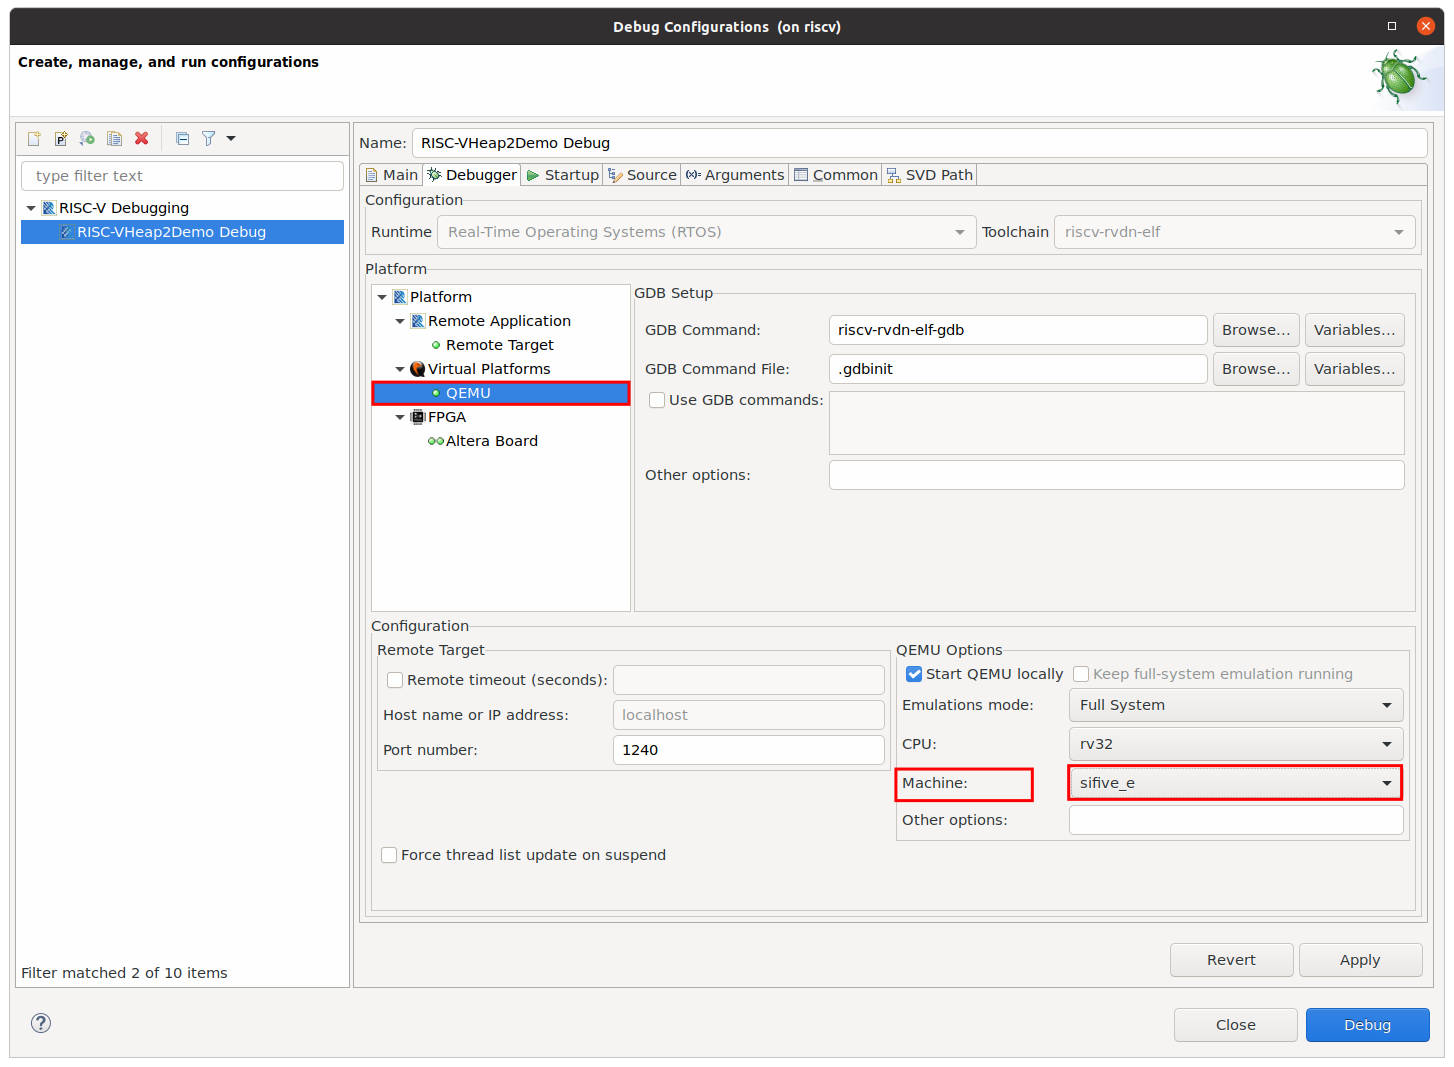 Debug Configurations (on riscv)
Create, manage, and run configurations
type filter text
RISC-V Debugging
RISC-VHeap2Demo Debug
Filter matched 2 of 10 items
Name: RISC-VHeap2Demo Debug
Main Debugger Startup Source Arguments Common SVD Path
Configuration
Runtime Real-Time Operating Systems (RTOS) Toolchain riscv-rvdn-elf
Platform
Platform
Remote Application
Remote Target
Virtual Platforms
QEMU
FPGA
Altera Board
GDB Setup
GDB Command: riscv-rvdn-elf-gdb Browse... Variables...
GDB Command File: .gdbinit Browse... Variables...
Use GDB commands:
Other options:
Configuration
Remote Target
Remote timeout (seconds):
Host name or IP address: localhost
Port number: 1240
QEMU Options
Start QEMU locally Keep full-system emulation running
Emulations mode: Full System
CPU: rv32
Machine: sifive_e
Other options:
Force thread list update on suspend
Revert Apply
Close Debug